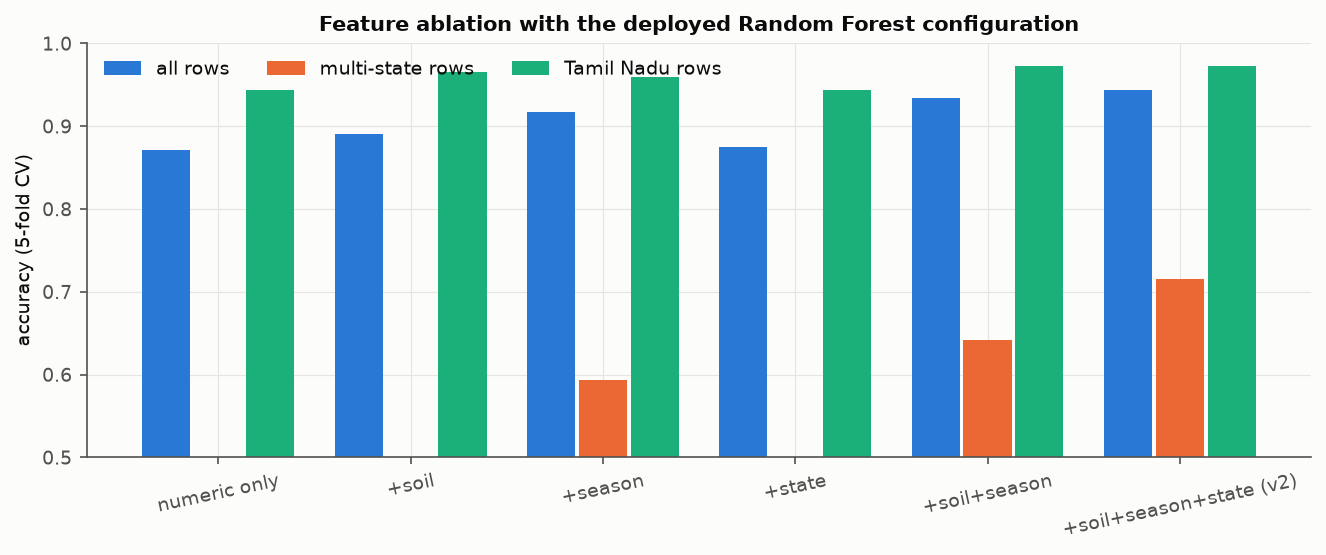 Feature ablation with the deployed Random Forest configuration
all rows
multi-state rows
Tamil Nadu rows
accuracy (5-fold CV)
1.0
0.9
0.8
0.7
0.6
0.5
numeric only
+soil
+season
+state
+soil+season
+soil+season+state (v2)